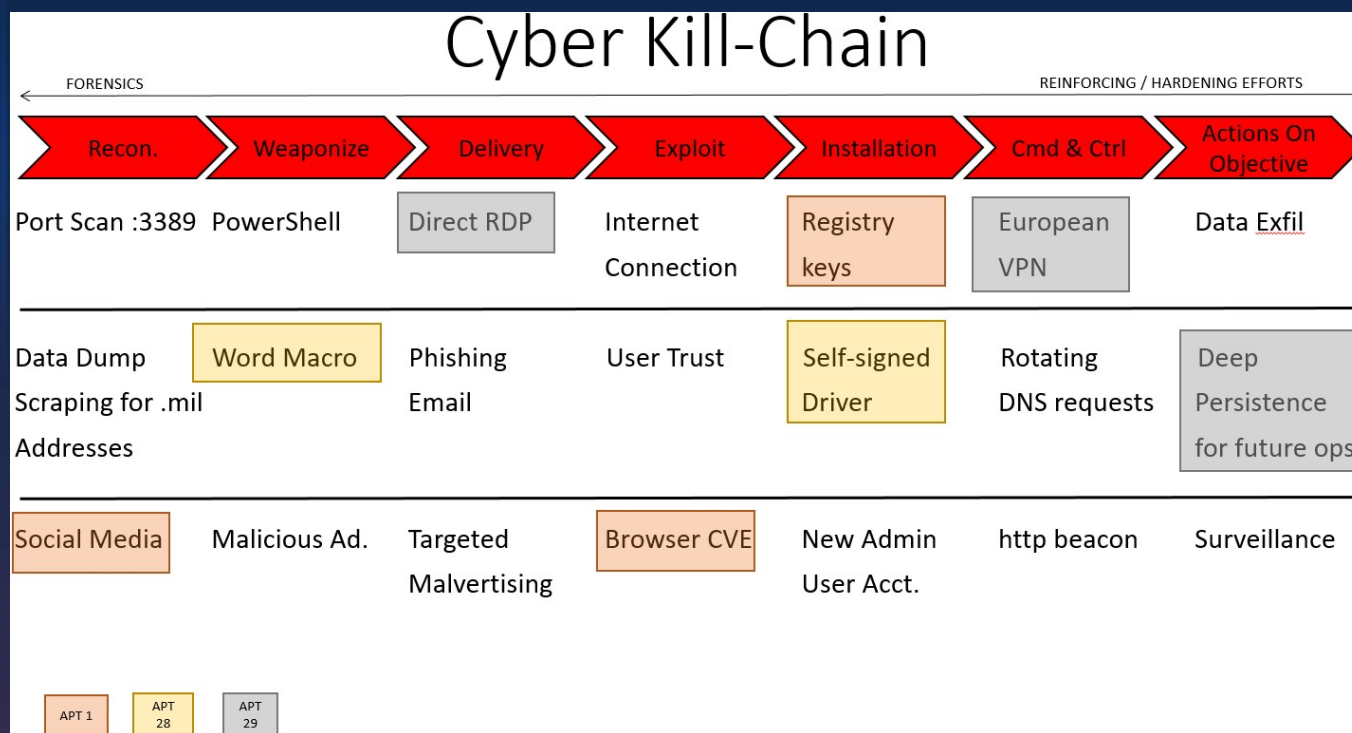 Cyber Kill-Chain
FORENSICS
REINFORCING / HARDENING EFFORTS
Recon.
Weaponize
Delivery
Exploit
Installation
Cmd & Ctrl
Actions On
Objective
Port Scan :3389
PowerShell
Direct RDP
Internet
Connection
Registry
keys
European
VPN
Data Exfil
Data Dump
Scraping for .mil
Addresses
Word Macro
Phishing
Email
User Trust
Self-signed
Driver
Rotating
DNS requests
Deep
Persistence
for future ops
Social Media
Malicious Ad.
Targeted
Malvertising
Browser CVE
New Admin
User Acct.
http beacon
Surveillance
APT 1
APT
28
APT
29